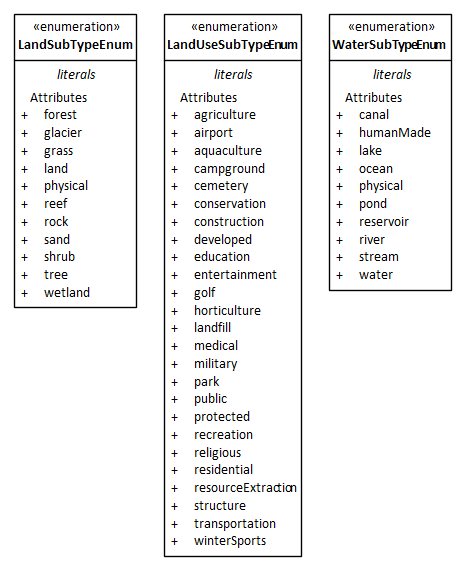 «enumeration»
LandSubTypeEnum
literals
Attributes
+ forest
+ glacier
+ grass
+ land
+ physical
+ reef
+ rock
+ sand
+ shrub
+ tree
+ wetland
«enumeration»
LandUseSubTypeEnum
literals
Attributes
+ agriculture
+ airport
+ aquaculture
+ campground
+ cemetery
+ conservation
+ construction
+ developed
+ education
+ entertainment
+ golf
+ horticulture
+ landfill
+ medical
+ military
+ park
+ public
+ protected
+ recreation
+ religious
+ residential
+ resourceExtraction
+ structure
+ transportation
+ winterSports
«enumeration»
WaterSubTypeEnum
literals
Attributes
+ canal
+ humanMade
+ lake
+ ocean
+ physical
+ pond
+ reservoir
+ river
+ stream
+ water